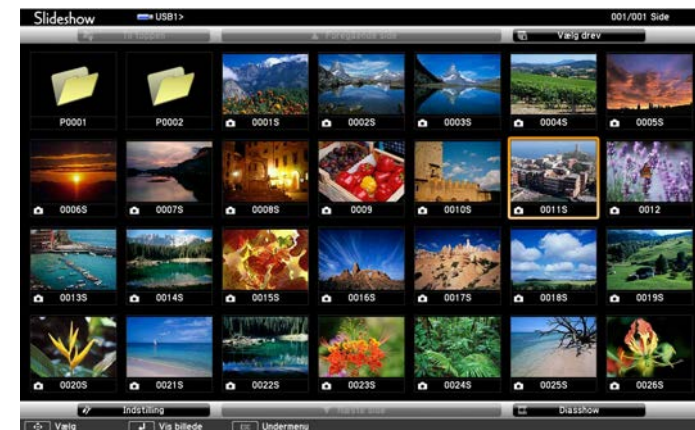 Slideshow USB1> 001/001 Side
Til toppen ▲ Foregående side Vælg drev
P0001 P0002 0001S 0002S 0003S 0004S 0005S
0006S 0007S 0008S 0009 0010S 0011S 0012
0013S 0014S 0015S 0016S 0017S 0018S 0019S
0020S 0021S 0022S 0023S 0024S 0025S 0026S
Indstilling ▼ Næste side Diasshow
Vælg Vis billede Undermenu